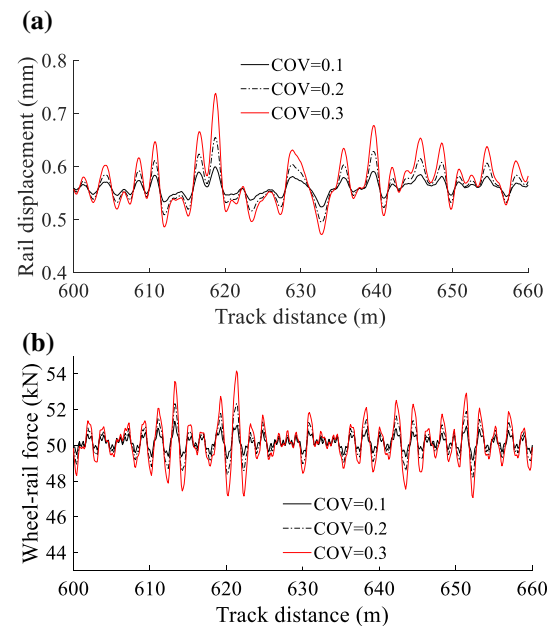 (a)
Rail displacement (mm)
0.8
0.7
0.6
0.5
0.4
COV=0.1
COV=0.2
COV=0.3
600 610 620 630 640 650 660
Track distance (m)
(b)
Wheel-rail force (kN)
54
52
50
48
46
44
COV=0.1
COV=0.2
COV=0.3
600 610 620 630 640 650 660
Track distance (m)